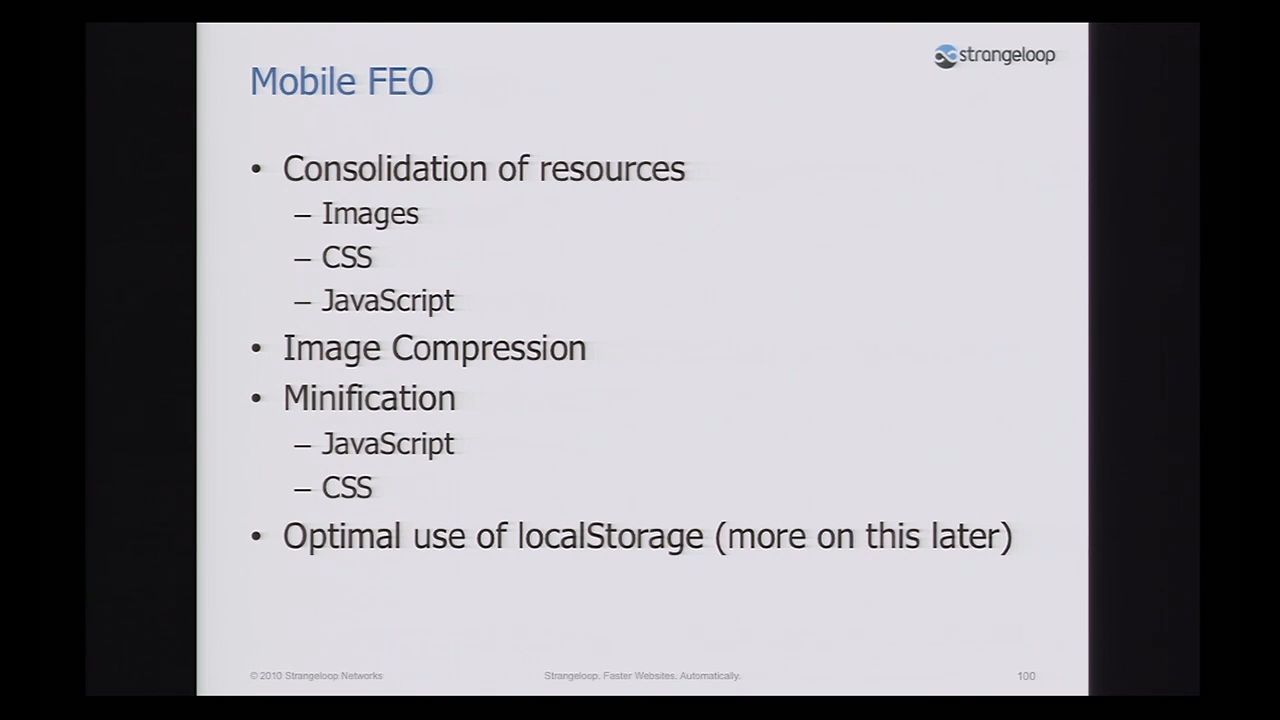 strangeloop
Mobile FEO
• Consolidation of resources
– Images
– CSS
– JavaScript
• Image Compression
• Minification
– JavaScript
– CSS
• Optimal use of localStorage (more on this later)
© 2010 Strangeloop Networks
Strangeloop. Faster Websites. Automatically.
100